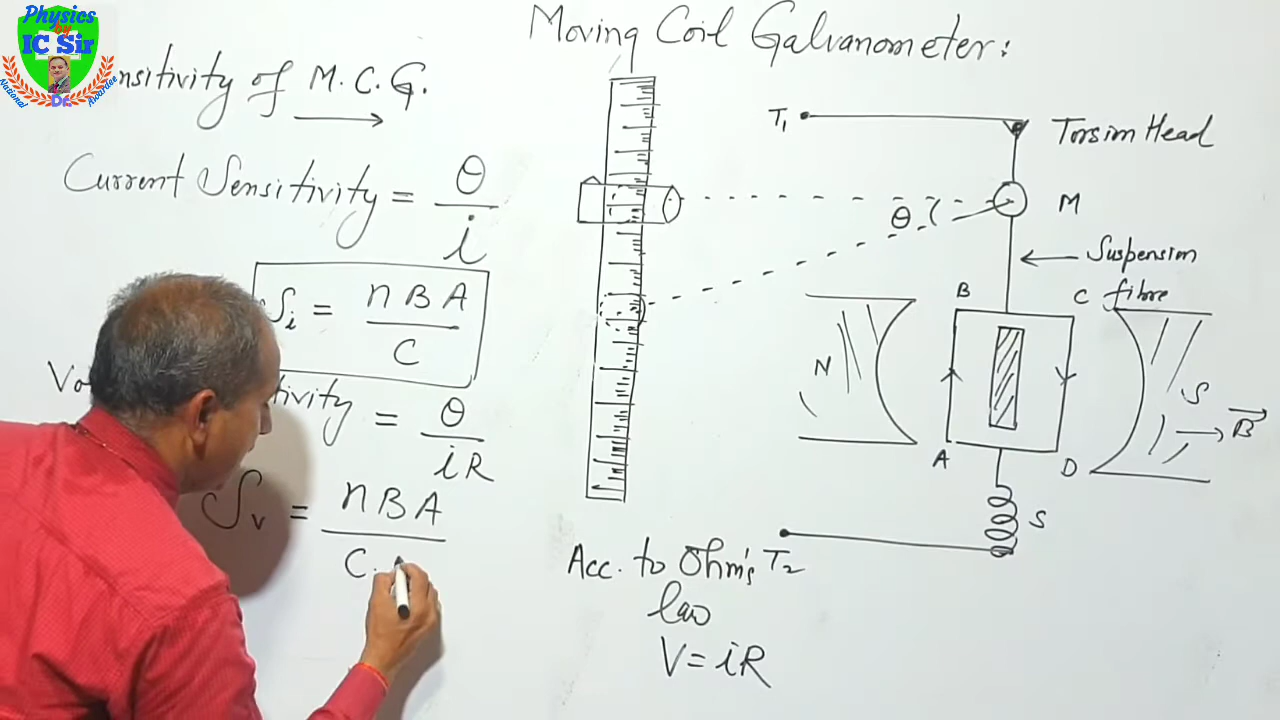 Physics
by
IC Sir
National
Dr.
Awardee
Moving Coil Galvanometer:
nsitivity of M.C.G.
Current Sensitivity = θ/i
Si = nBA/C
Vo
tivity = θ/iR
Sv = nBA/C.
T1
Torsion Head
M
θ
Suspension
fibre
B
C
N
S
B
A
D
S
T2
Acc. to Ohm's
law
V = iR